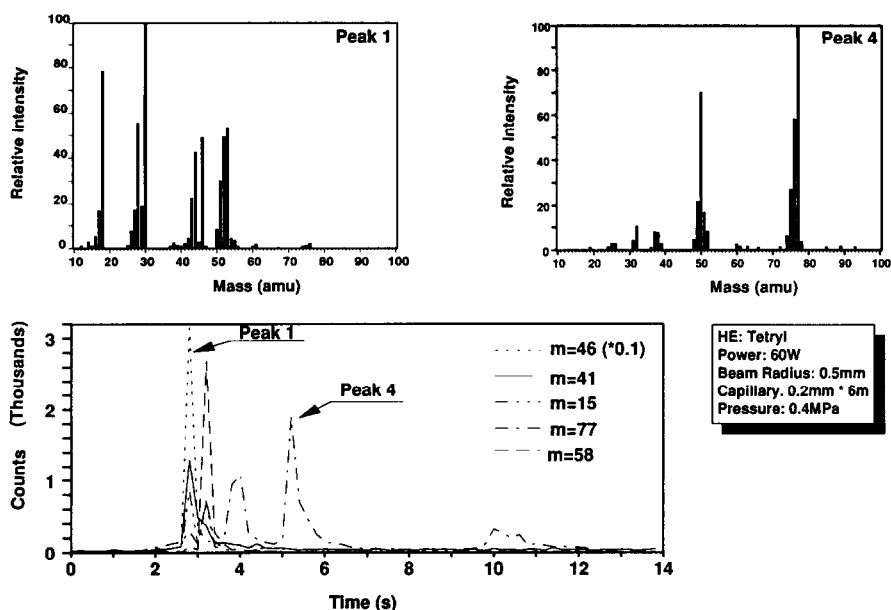 Peak 1
Relative intensity
100
80
60
40
20
0
10 20 30 40 50 60 70 80 90 100
Mass (amu)
Peak 4
Relative intensity
100
80
60
40
20
0
10 20 30 40 50 60 70 80 90 100
Mass (amu)
Counts (Thousands)
3
2
1
0
Peak 1
Peak 4
m=46 (*0.1)
m=41
m=15
m=77
m=58
0 2 4 6 8 10 12 14
Time (s)
HE: Tetryl
Power: 60W
Beam Radius: 0.5mm
Capillary. 0.2mm * 6m
Pressure: 0.4MPa